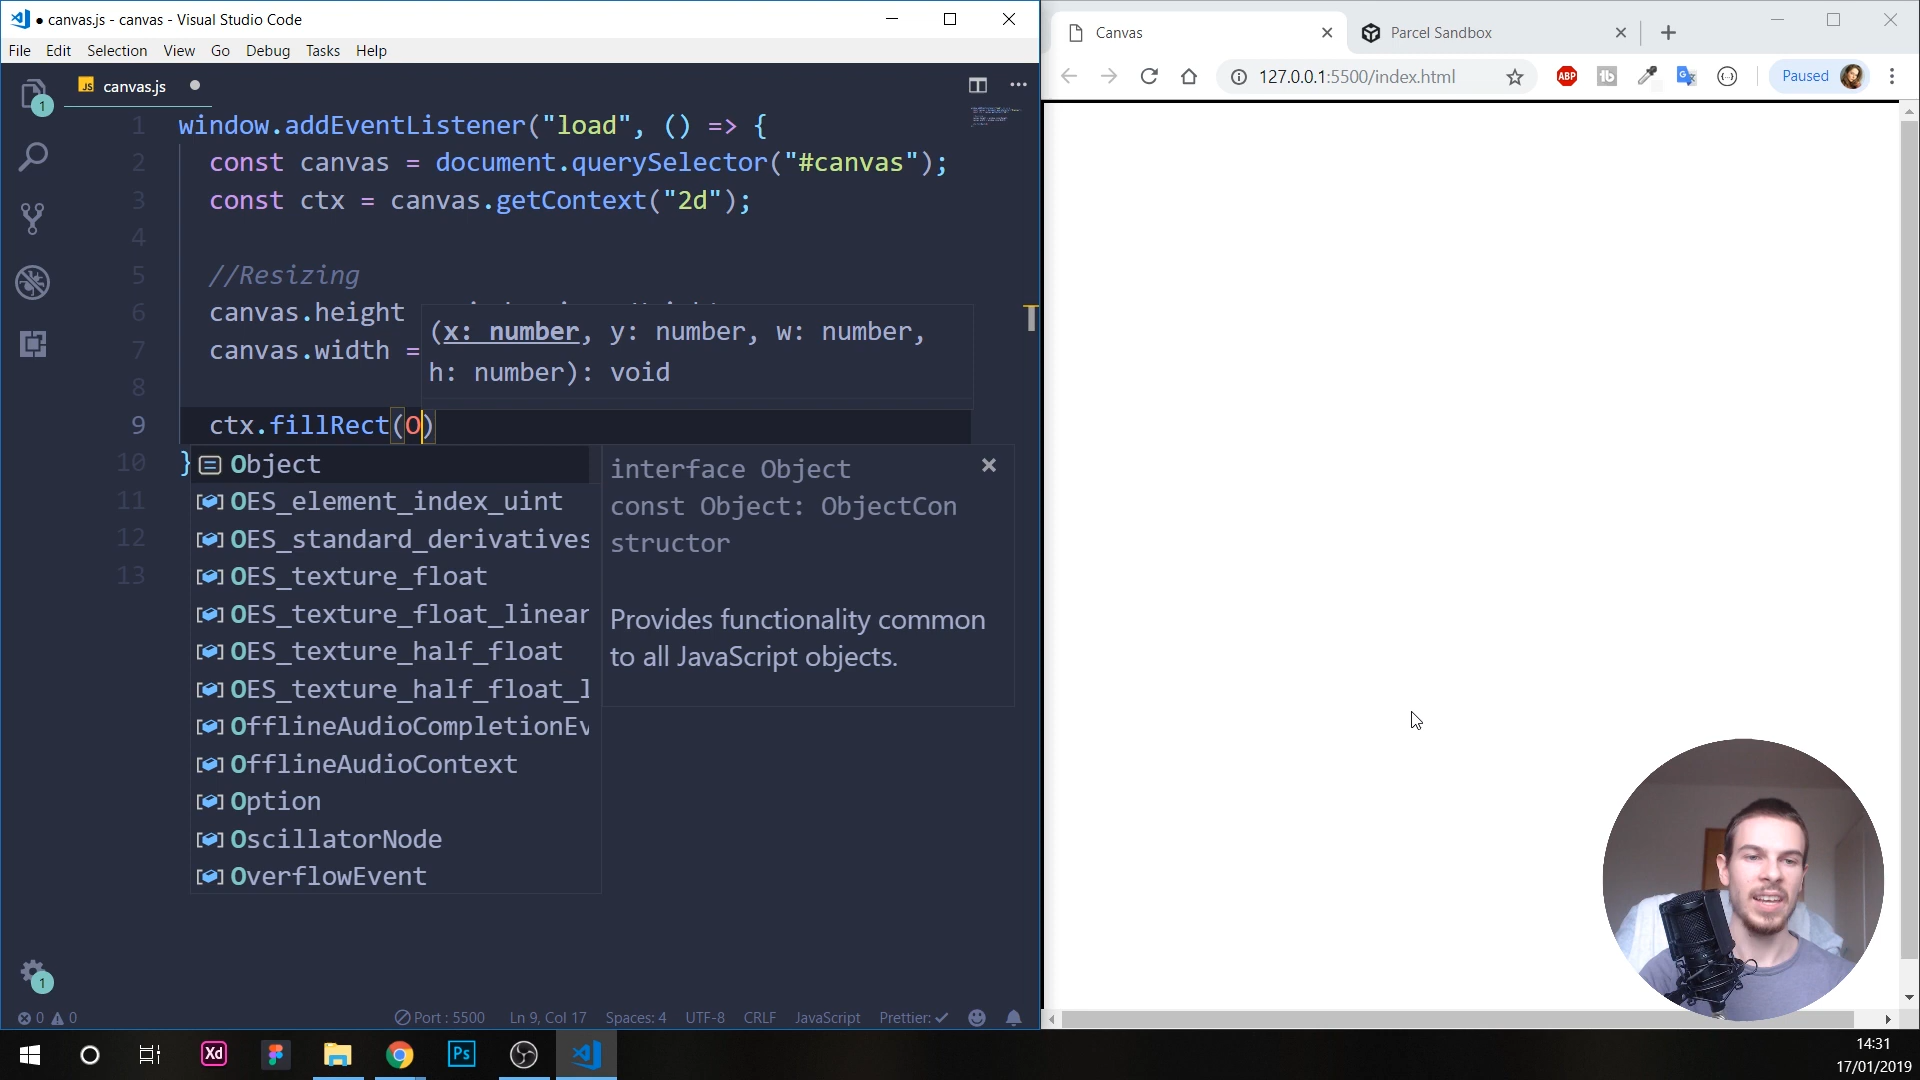 canvas.js - canvas - Visual Studio Code
File Edit Selection View Go Debug Tasks Help
canvas.js
1 window.addEventListener("load", () => {
2 const canvas = document.querySelector("#canvas");
3 const ctx = canvas.getContext("2d");
4
5 //Resizing
6 canvas.height
7 canvas.width =
8
9 ctx.fillRect(O)
10 }
11
12
13
(x: number, y: number, w: number,
h: number): void
Object
OES_element_index_uint
OES_standard_derivatives
OES_texture_float
OES_texture_float_linear
OES_texture_half_float
OES_texture_half_float_l
OfflineAudioCompletionEv
OfflineAudioContext
Option
OscillatorNode
OverflowEvent
interface Object
const Object: ObjectCon
structor
Provides functionality common
to all JavaScript objects.
1
1
0 0 Port : 5500 Ln 9, Col 17 Spaces: 4 UTF-8 CRLF JavaScript Prettier:
Canvas
Parcel Sandbox
127.0.0.1:5500/index.html
ABP
Paused
Xd
Ps
14:31
17/01/2019